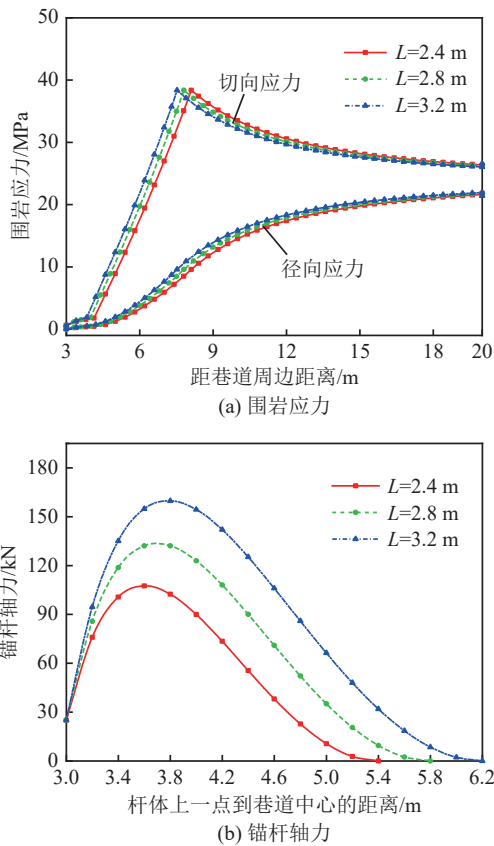 50
40
30
20
10
0
围岩应力/MPa
L=2.4 m
L=2.8 m
L=3.2 m
切向应力
径向应力
3 6 9 12 15 18 20
距巷道周边距离/m
(a) 围岩应力
180
150
120
90
60
30
0
锚杆轴力/kN
L=2.4 m
L=2.8 m
L=3.2 m
3.0 3.4 3.8 4.2 4.6 5.0 5.4 5.8 6.2
杆体上一点到巷道中心的距离/m
(b) 锚杆轴力